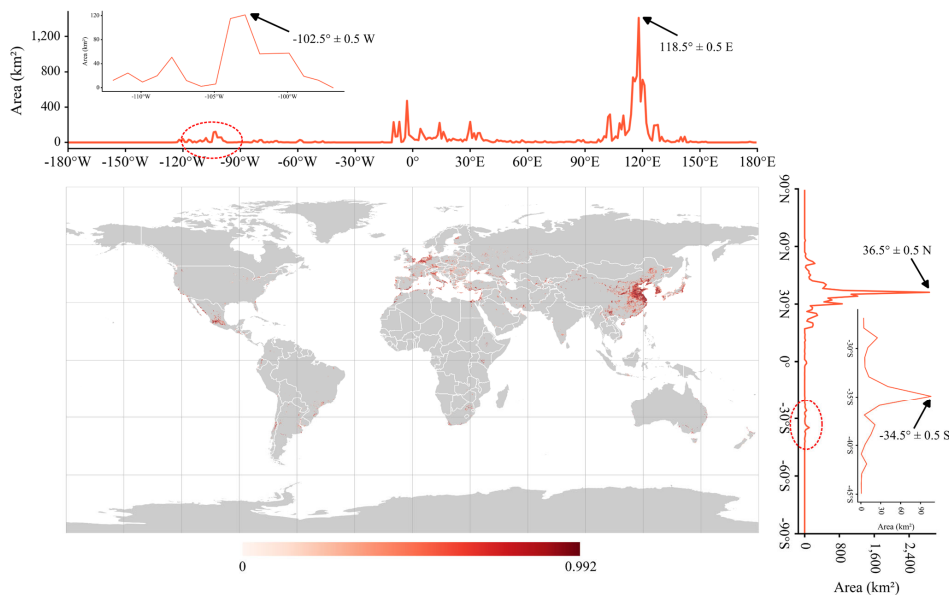 1,200
800
400
0
Area (km²)
-180°W
-150°W
-120°W
-90°W
-60°W
-30°W
0°
30°E
60°E
90°E
120°E
150°E
180°E
120
80
40
0
Area (km²)
-110°W
-105°W
-100°W
-102.5° ± 0.5 W
118.5° ± 0.5 E
90°N
60°N
30°N
0°
-30°S
-60°S
-90°S
36.5° ± 0.5 N
-30°S
-35°S
-40°S
-45°S
-34.5° ± 0.5 S
0
30
60
90
Area (km²)
0
800
1,600
2,400
Area (km²)
0
0.992